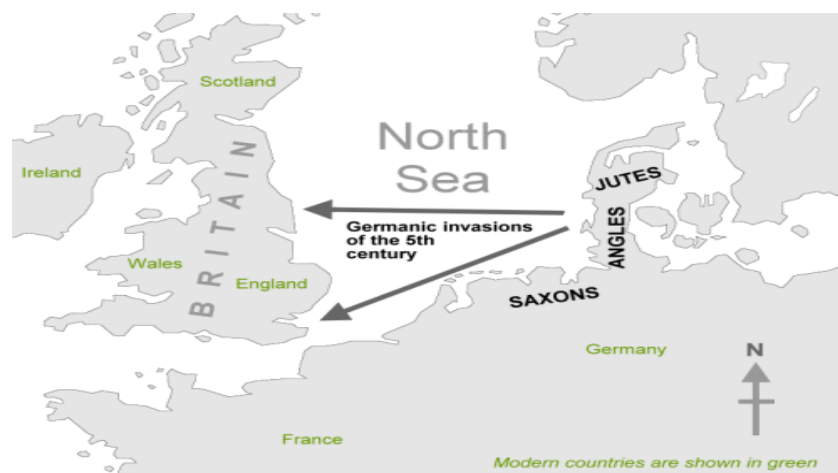 Scotland
North
Sea
Ireland
BRITAIN
JUTES
ANGLES
Germanic invasions
of the 5th
century
Wales
England
SAXONS
Germany
N
France
Modern countries are shown in green